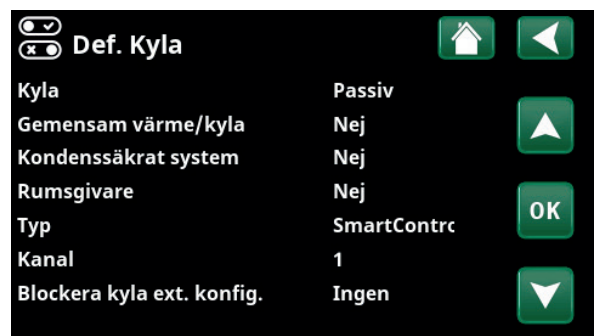 Def. Kyla
Kyla Passiv
Gemensam värme/kyla Nej
Kondenssäkrat system Nej
Rumsgivare Nej
Typ SmartContrc
OK
Kanal 1
Blockera kyla ext. konfig. Ingen